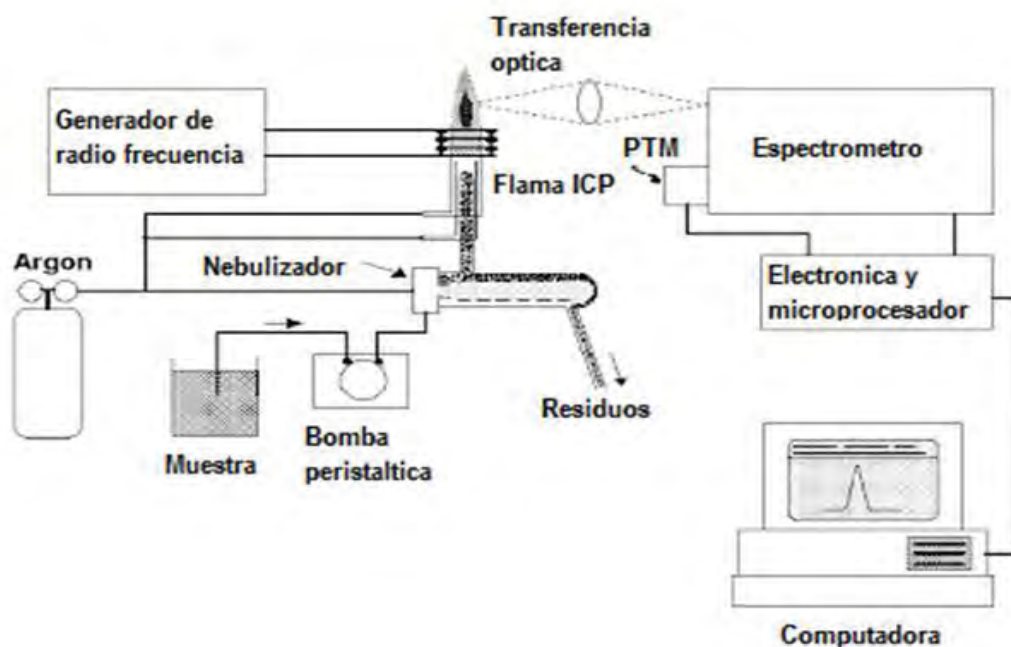 Transferencia
optica
Generador de
radio frecuencia
PTM
Espectrometro
Flama ICP
Argon
Nebulizador
Electronica y
microprocesador
Residuos
Muestra
Bomba
peristaltica
Computadora